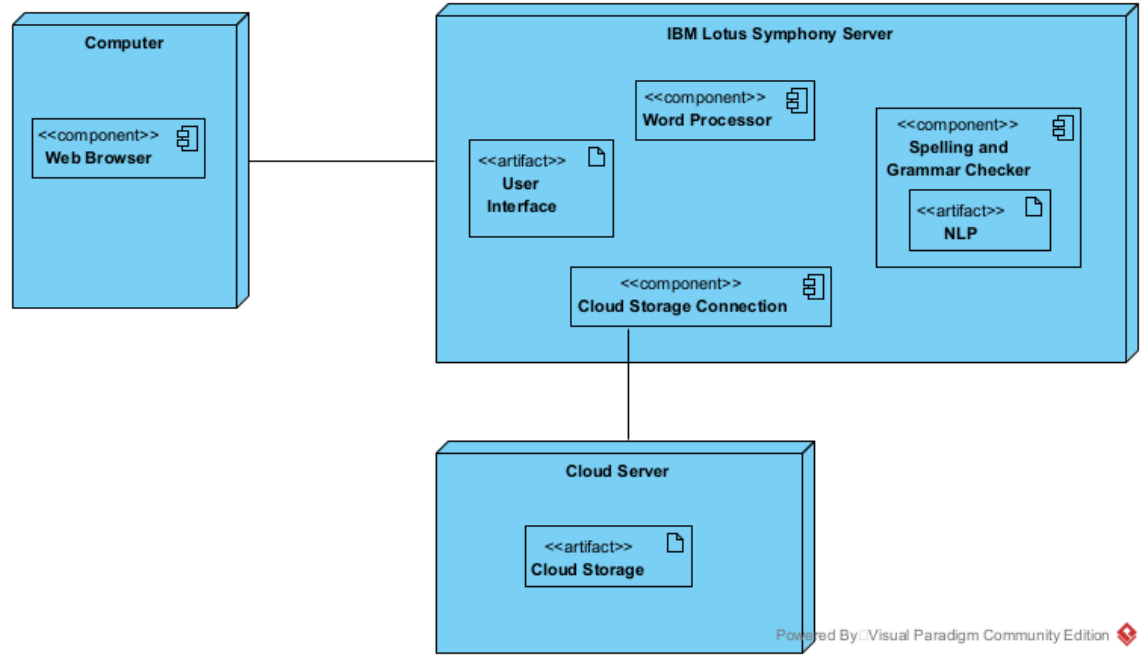 Computer
<<component>>
Web Browser
IBM Lotus Symphony Server
<<component>>
Word Processor
<<artifact>>
User
Interface
<<component>>
Spelling and
Grammar Checker
<<artifact>>
NLP
<<component>>
Cloud Storage Connection
Cloud Server
<<artifact>>
Cloud Storage
Powered By Visual Paradigm Community Edition